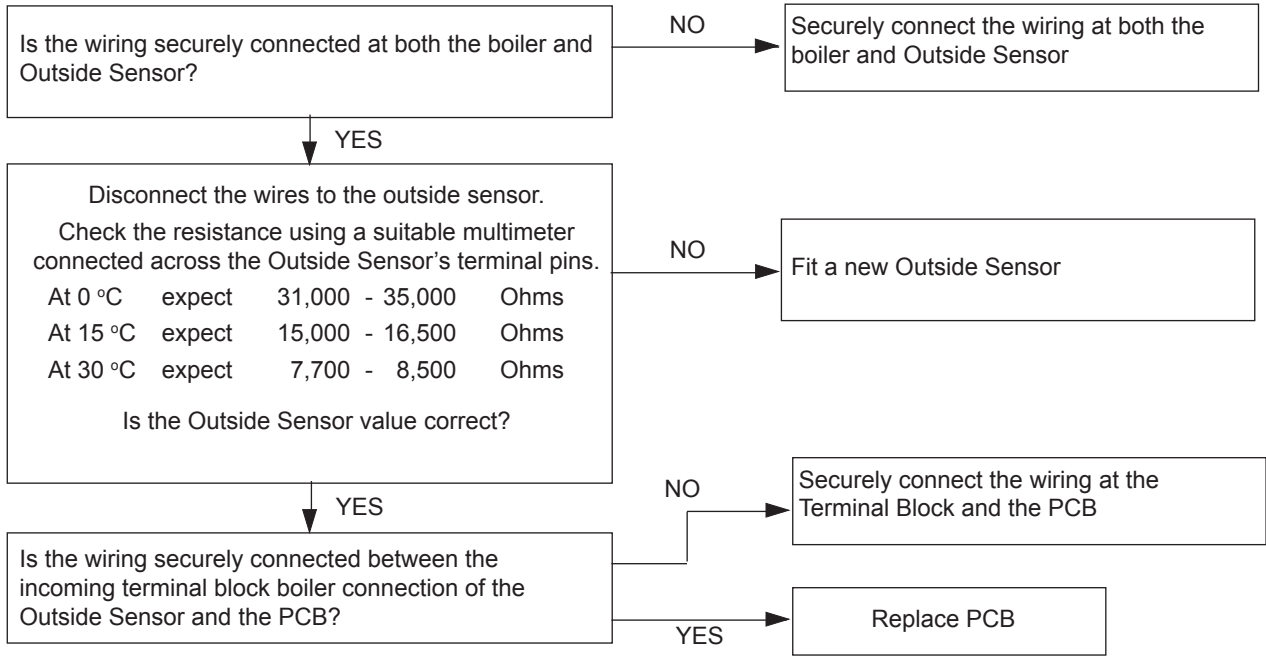 Is the wiring securely connected at both the boiler and
Outside Sensor?
NO
Securely connect the wiring at both the
boiler and Outside Sensor
YES
Disconnect the wires to the outside sensor.
Check the resistance using a suitable multimeter
connected across the Outside Sensor’s terminal pins.
At 0 °C expect 31,000 - 35,000 Ohms
At 15 °C expect 15,000 - 16,500 Ohms
At 30 °C expect 7,700 - 8,500 Ohms
Is the Outside Sensor value correct?
NO
Fit a new Outside Sensor
YES
Is the wiring securely connected between the
incoming terminal block boiler connection of the
Outside Sensor and the PCB?
NO
Securely connect the wiring at the
Terminal Block and the PCB
YES
Replace PCB